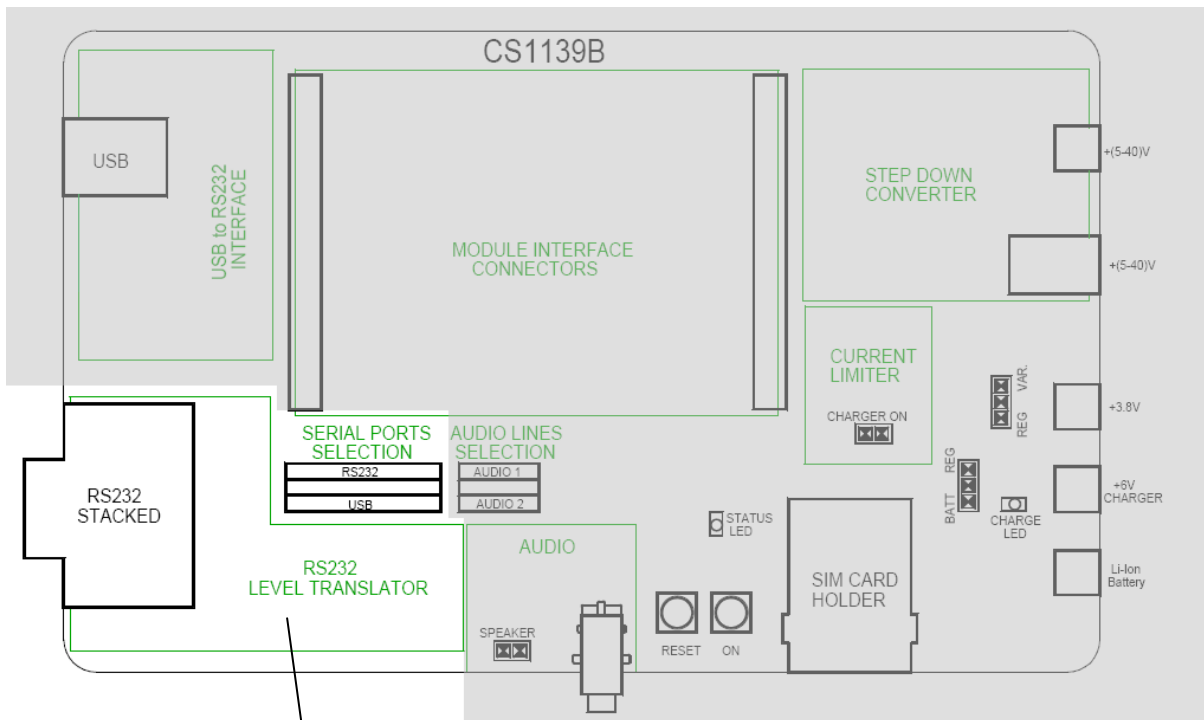 CS1139B
USB
USB to RS232
INTERFACE
MODULE INTERFACE
CONNECTORS
STEP DOWN
CONVERTER
+(5-40)V
+(5-40)V
CURRENT
LIMITER
CHARGER ON
VAR.
REG
+3.8V
SERIAL PORTS
SELECTION
RS232
USB
AUDIO LINES
SELECTION
AUDIO 1
AUDIO 2
REG
BATT
CHARGE
LED
+6V
CHARGER
RS232
STACKED
STATUS
LED
RS232
LEVEL TRANSLATOR
AUDIO
SPEAKER
RESET
ON
SIM CARD
HOLDER
Li-Ion
Battery